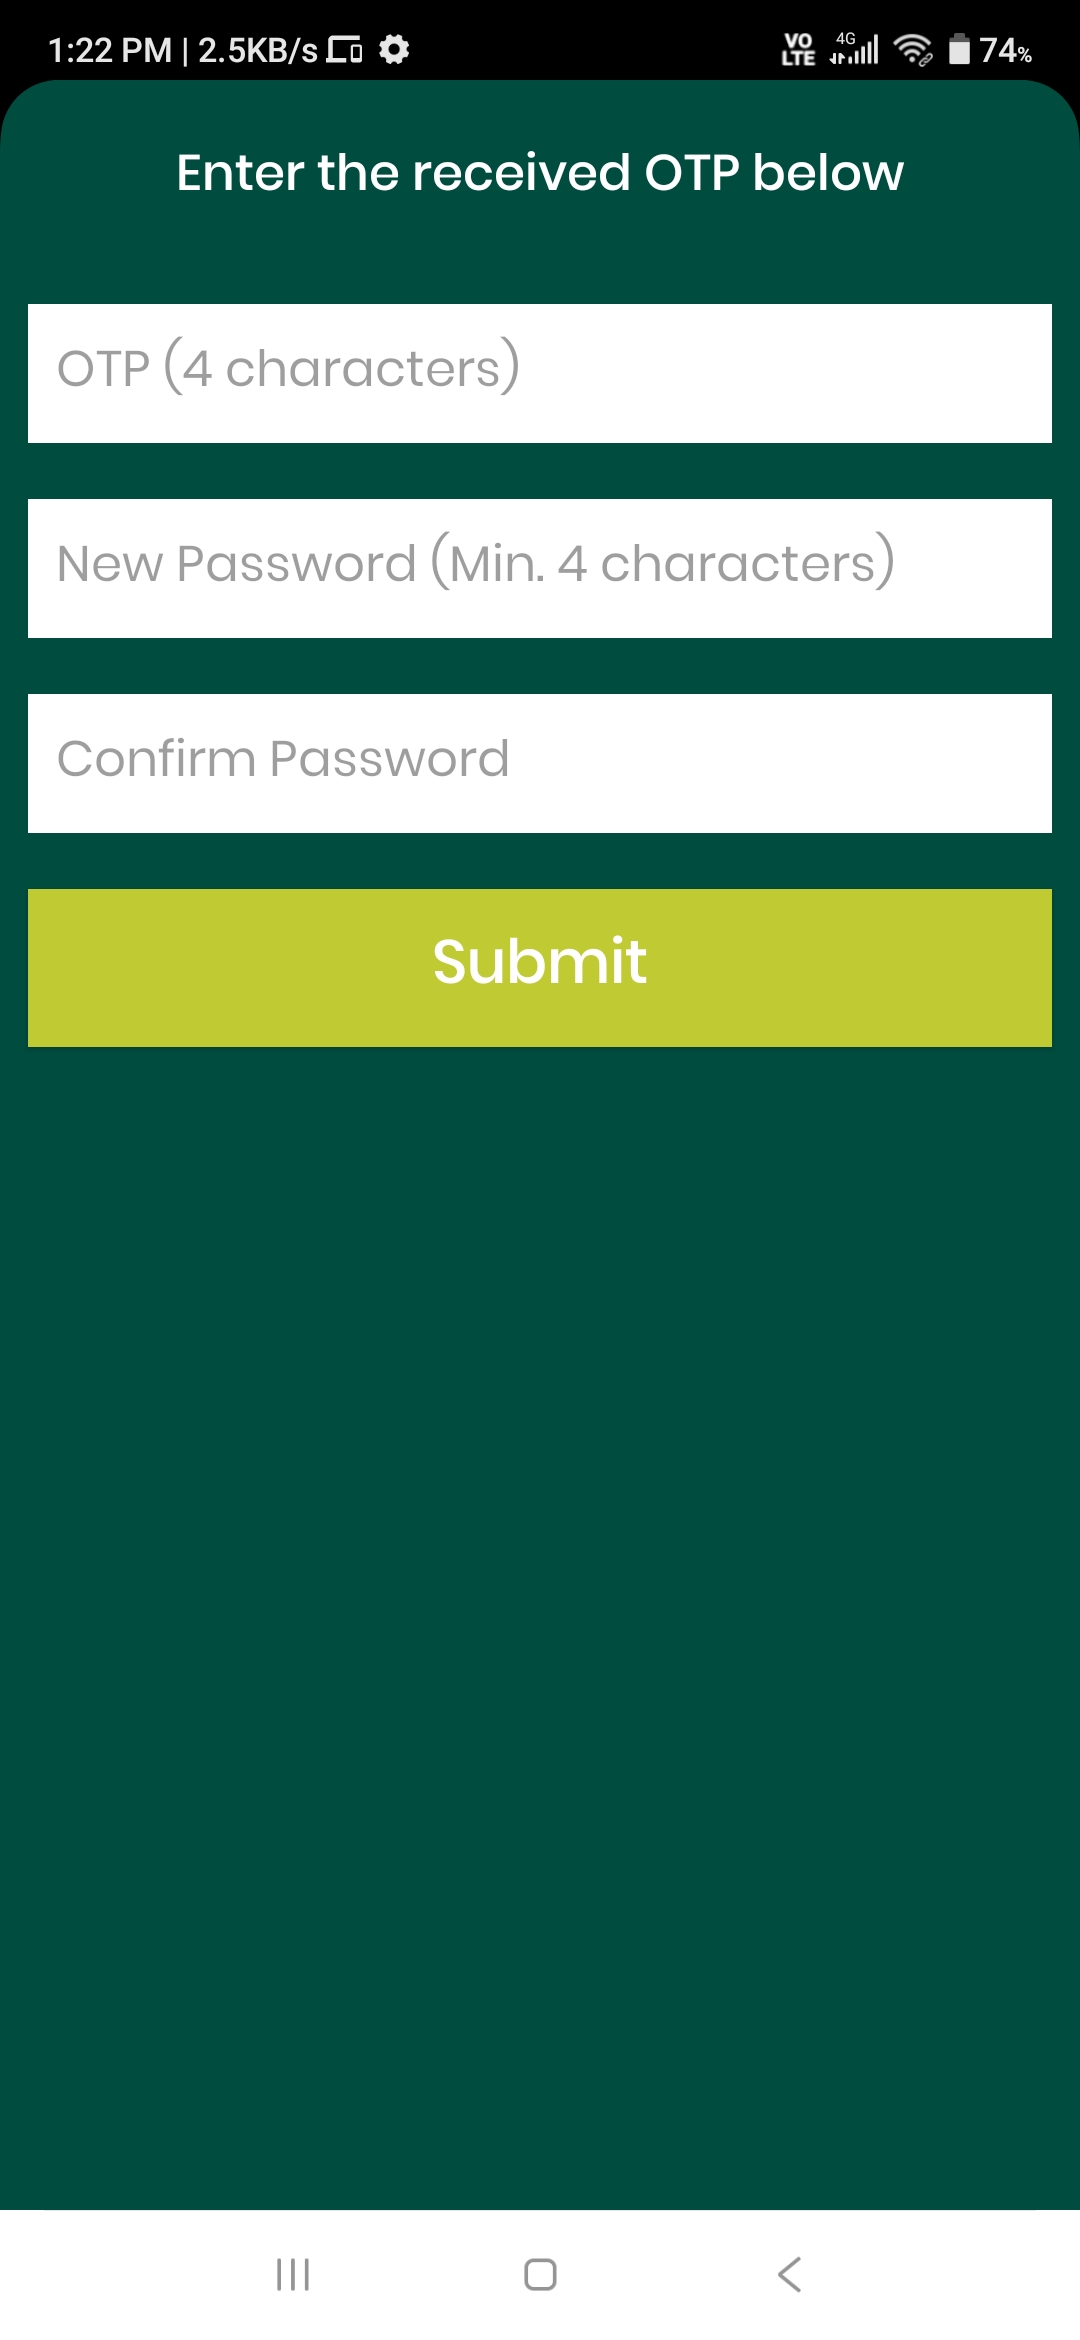 1:22 PM | 2.5KB/s
VO LTE 4G 74%
Enter the received OTP below
OTP (4 characters)
New Password (Min. 4 characters)
Confirm Password
Submit